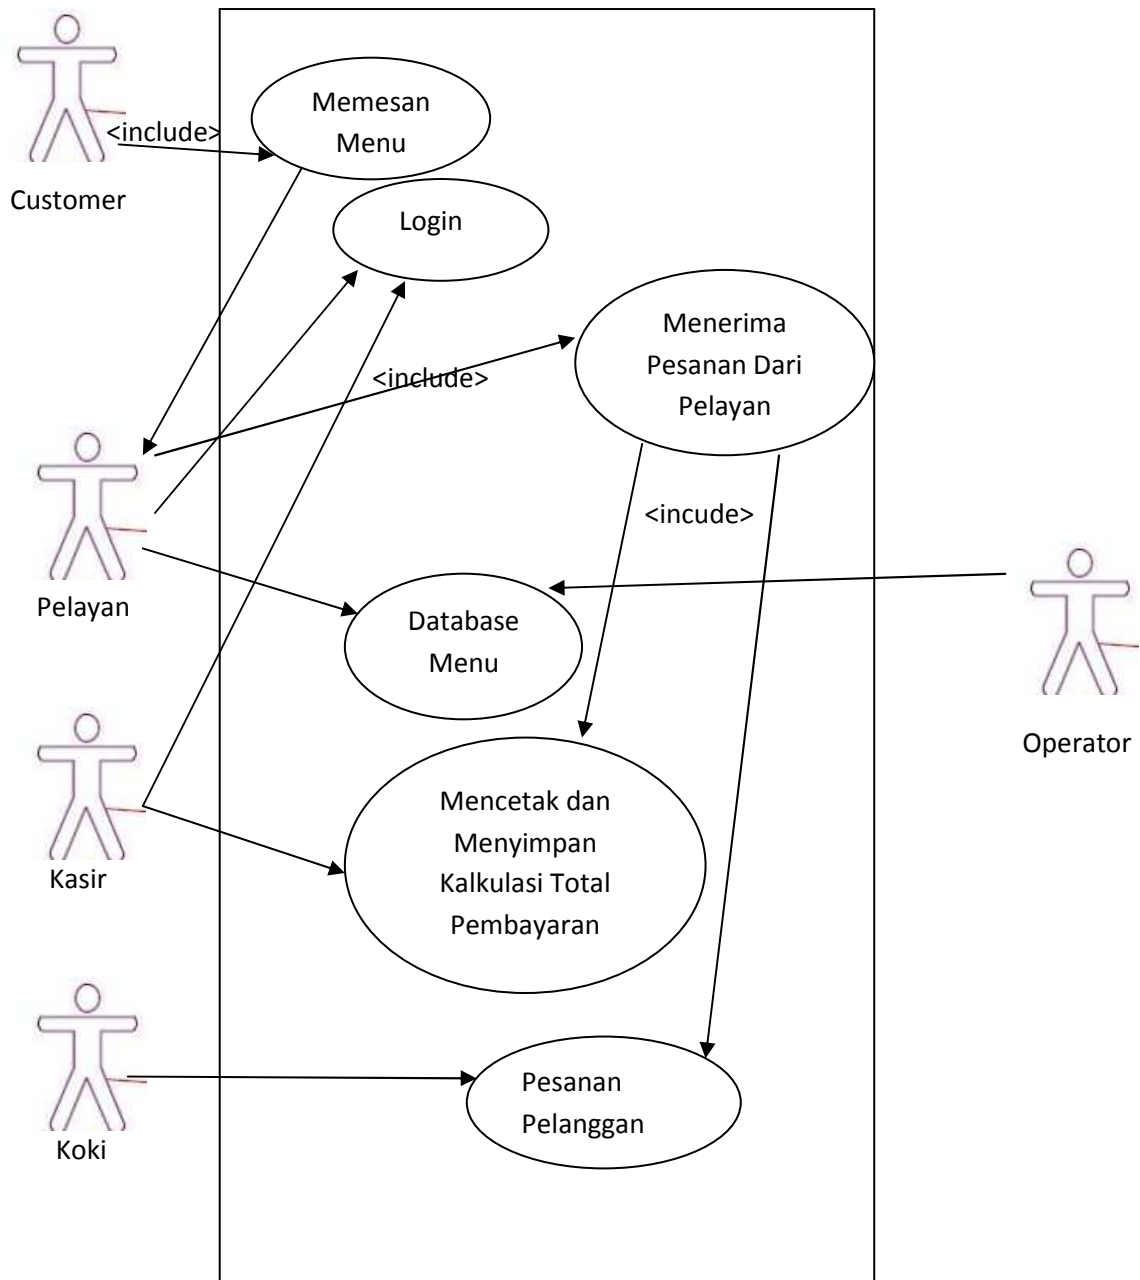 Memesan
Menu
<include>
Customer
Login
Menerima
Pesanan Dari
Pelayan
<include>
<incude>
Pelayan
Database
Menu
Operator
Mencetak dan
Menyimpan
Kalkulasi Total
Pembayaran
Kasir
Pesanan
Pelanggan
Koki